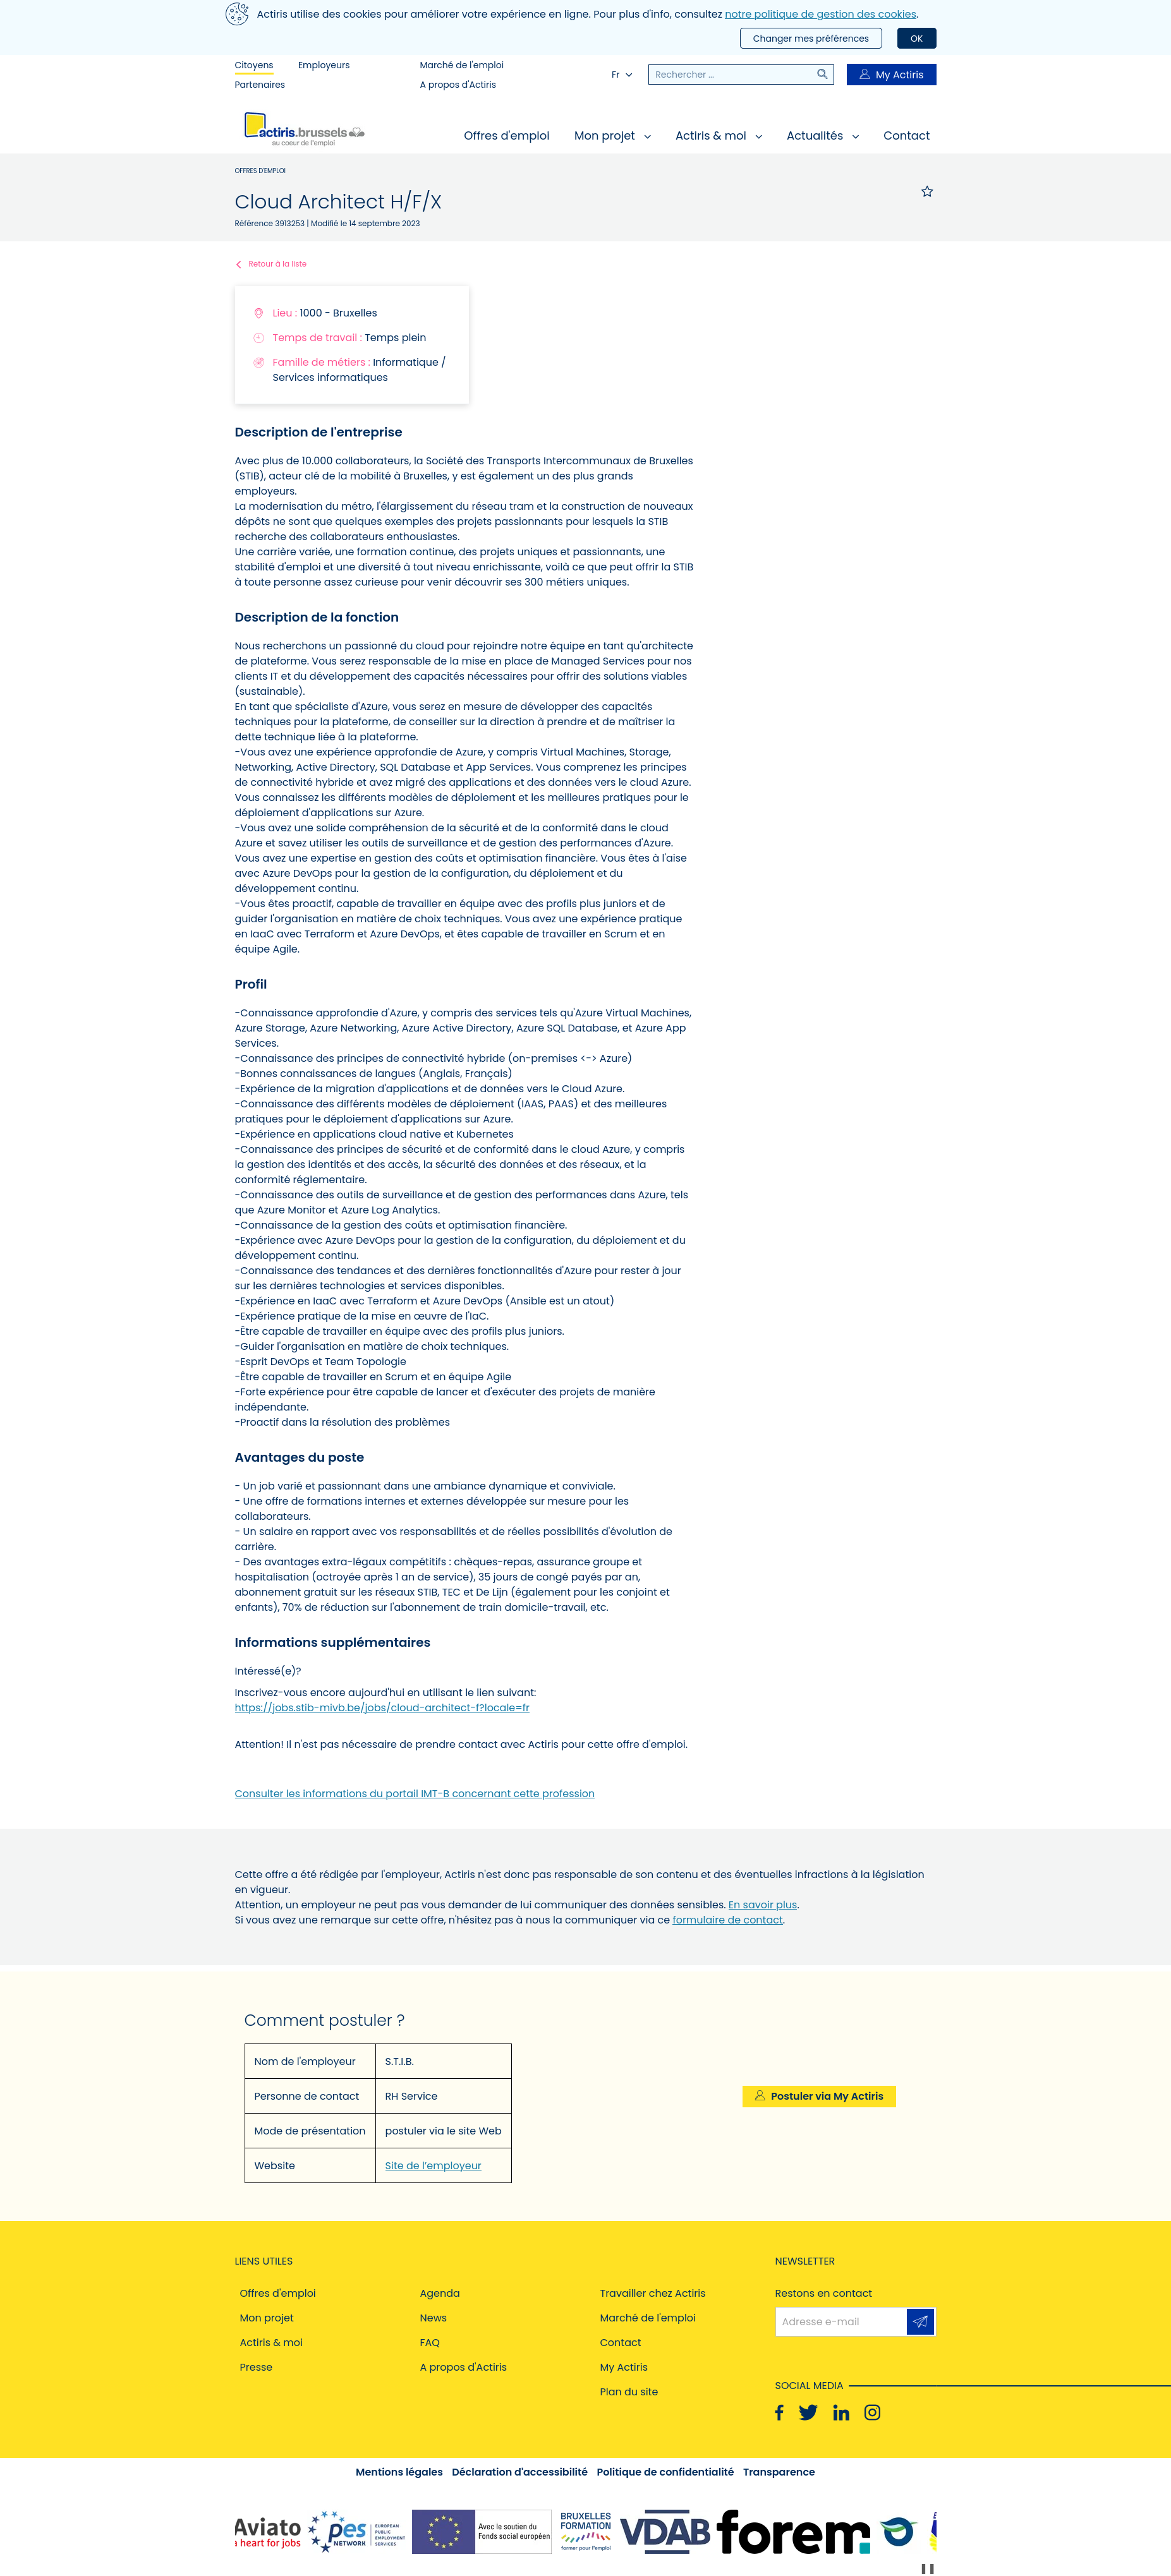 Actiris utilise des cookies pour améliorer votre expérience en ligne. Pour plus d'info, consultez notre politique de gestion des cookies.
Changer mes préférences
OK
Citoyens
Employeurs
Partenaires
Marché de l'emploi
A propos d'Actiris
Fr
Rechercher ...
My Actiris
actiris.brussels
au coeur de l'emploi
Offres d'emploi
Mon projet
Actiris & moi
Actualités
Contact
OFFRES D'EMPLOI
Cloud Architect H/F/X
Référence 3913253 | Modifié le 14 septembre 2023
Retour à la liste
Lieu : 1000 - Bruxelles
Temps de travail : Temps plein
Famille de métiers : Informatique /
Services informatiques
Description de l'entreprise
Avec plus de 10.000 collaborateurs, la Société des Transports Intercommunaux de Bruxelles
(STIB), acteur clé de la mobilité à Bruxelles, y est également un des plus grands
employeurs.
La modernisation du métro, l'élargissement du réseau tram et la construction de nouveaux
dépôts ne sont que quelques exemples des projets passionnants pour lesquels la STIB
recherche des collaborateurs enthousiastes.
Une carrière variée, une formation continue, des projets uniques et passionnants, une
stabilité d'emploi et une diversité à tout niveau enrichissante, voilà ce que peut offrir la STIB
à toute personne assez curieuse pour venir découvrir ses 300 métiers uniques.
Description de la fonction
Nous recherchons un passionné du cloud pour rejoindre notre équipe en tant qu'architecte
de plateforme. Vous serez responsable de la mise en place de Managed Services pour nos
clients IT et du développement des capacités nécessaires pour offrir des solutions viables
(sustainable).
En tant que spécialiste d'Azure, vous serez en mesure de développer des capacités
techniques pour la plateforme, de conseiller sur la direction à prendre et de maîtriser la
dette technique liée à la plateforme.
-Vous avez une expérience approfondie de Azure, y compris Virtual Machines, Storage,
Networking, Active Directory, SQL Database et App Services. Vous comprenez les principes
de connectivité hybride et avez migré des applications et des données vers le cloud Azure.
Vous connaissez les différents modèles de déploiement et les meilleures pratiques pour le
déploiement d'applications sur Azure.
-Vous avez une solide compréhension de la sécurité et de la conformité dans le cloud
Azure et savez utiliser les outils de surveillance et de gestion des performances d'Azure.
Vous avez une expertise en gestion des coûts et optimisation financière. Vous êtes à l'aise
avec Azure DevOps pour la gestion de la configuration, du déploiement et du
développement continu.
-Vous êtes proactif, capable de travailler en équipe avec des profils plus juniors et de
guider l'organisation en matière de choix techniques. Vous avez une expérience pratique
en IaaC avec Terraform et Azure DevOps, et êtes capable de travailler en Scrum et en
équipe Agile.
Profil
-Connaissance approfondie d'Azure, y compris des services tels qu'Azure Virtual Machines,
Azure Storage, Azure Networking, Azure Active Directory, Azure SQL Database, et Azure App
Services.
-Connaissance des principes de connectivité hybride (on-premises <-> Azure)
-Bonnes connaissances de langues (Anglais, Français)
-Expérience de la migration d'applications et de données vers le Cloud Azure.
-Connaissance des différents modèles de déploiement (IAAS, PAAS) et des meilleures
pratiques pour le déploiement d'applications sur Azure.
-Expérience en applications cloud native et Kubernetes
-Connaissance des principes de sécurité et de conformité dans le cloud Azure, y compris
la gestion des identités et des accès, la sécurité des données et des réseaux, et la
conformité réglementaire.
-Connaissance des outils de surveillance et de gestion des performances dans Azure, tels
que Azure Monitor et Azure Log Analytics.
-Connaissance de la gestion des coûts et optimisation financière.
-Expérience avec Azure DevOps pour la gestion de la configuration, du déploiement et du
développement continu.
-Connaissance des tendances et des dernières fonctionnalités d'Azure pour rester à jour
sur les dernières technologies et services disponibles.
-Expérience en IaaC avec Terraform et Azure DevOps (Ansible est un atout)
-Expérience pratique de la mise en œuvre de l'IaC.
-Être capable de travailler en équipe avec des profils plus juniors.
-Guider l'organisation en matière de choix techniques.
-Esprit DevOps et Team Topologie
-Être capable de travailler en Scrum et en équipe Agile
-Forte expérience pour être capable de lancer et d'exécuter des projets de manière
indépendante.
-Proactif dans la résolution des problèmes
Avantages du poste
- Un job varié et passionnant dans une ambiance dynamique et conviviale.
- Une offre de formations internes et externes développée sur mesure pour les
collaborateurs.
- Un salaire en rapport avec vos responsabilités et de réelles possibilités d'évolution de
carrière.
- Des avantages extra-légaux compétitifs : chèques-repas, assurance groupe et
hospitalisation (octroyée après 1 an de service), 35 jours de congé payés par an,
abonnement gratuit sur les réseaux STIB, TEC et De Lijn (également pour les conjoint et
enfants), 70% de réduction sur l'abonnement de train domicile-travail, etc.
Informations supplémentaires
Intéressé(e)?
Inscrivez-vous encore aujourd'hui en utilisant le lien suivant:
https://jobs.stib-mivb.be/jobs/cloud-architect-f?locale=fr
Attention! Il n'est pas nécessaire de prendre contact avec Actiris pour cette offre d'emploi.
Consulter les informations du portail IMT-B concernant cette profession
Cette offre a été rédigée par l'employeur, Actiris n'est donc pas responsable de son contenu et des éventuelles infractions à la législation
en vigueur.
Attention, un employeur ne peut pas vous demander de lui communiquer des données sensibles. En savoir plus.
Si vous avez une remarque sur cette offre, n'hésitez pas à nous la communiquer via ce formulaire de contact.
Comment postuler ?
Nom de l'employeur
S.T.I.B.
Personne de contact
RH Service
Mode de présentation
postuler via le site Web
Website
Site de l’employeur
Postuler via My Actiris
LIENS UTILES
Offres d'emploi
Mon projet
Actiris & moi
Presse
Agenda
News
FAQ
A propos d'Actiris
Travailler chez Actiris
Marché de l'emploi
Contact
My Actiris
Plan du site
NEWSLETTER
Restons en contact
Adresse e-mail
SOCIAL MEDIA
Mentions légales
Déclaration d'accessibilité
Politique de confidentialité
Transparence
Aviato
a heart for jobs
pes
NETWORK
EUROPEAN
PUBLIC
EMPLOYMENT
SERVICES
Avec le soutien du
Fonds social européen
BRUXELLES
FORMATION
former pour l'emploi
VDAB
forem